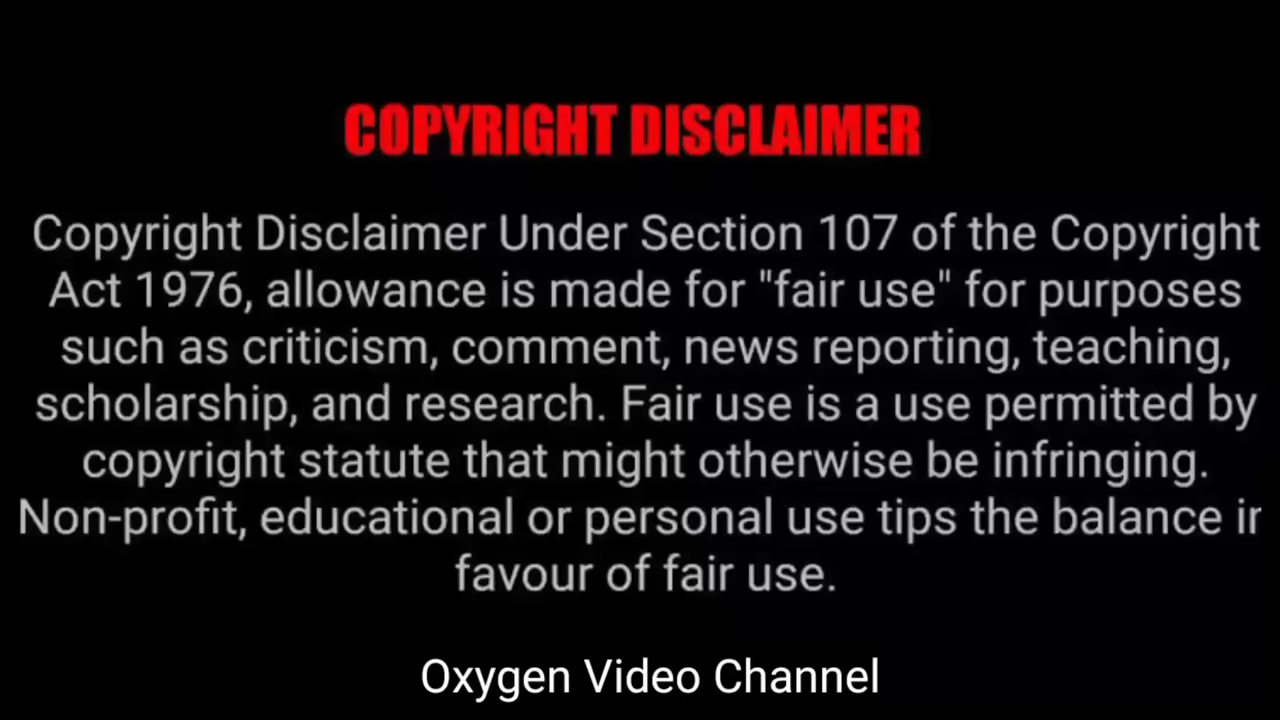 COPYRIGHT DISCLAIMER
Copyright Disclaimer Under Section 107 of the Copyright
Act 1976, allowance is made for "fair use" for purposes
such as criticism, comment, news reporting, teaching,
scholarship, and research. Fair use is a use permitted by
copyright statute that might otherwise be infringing.
Non-profit, educational or personal use tips the balance in
favour of fair use.
Oxygen Video Channel